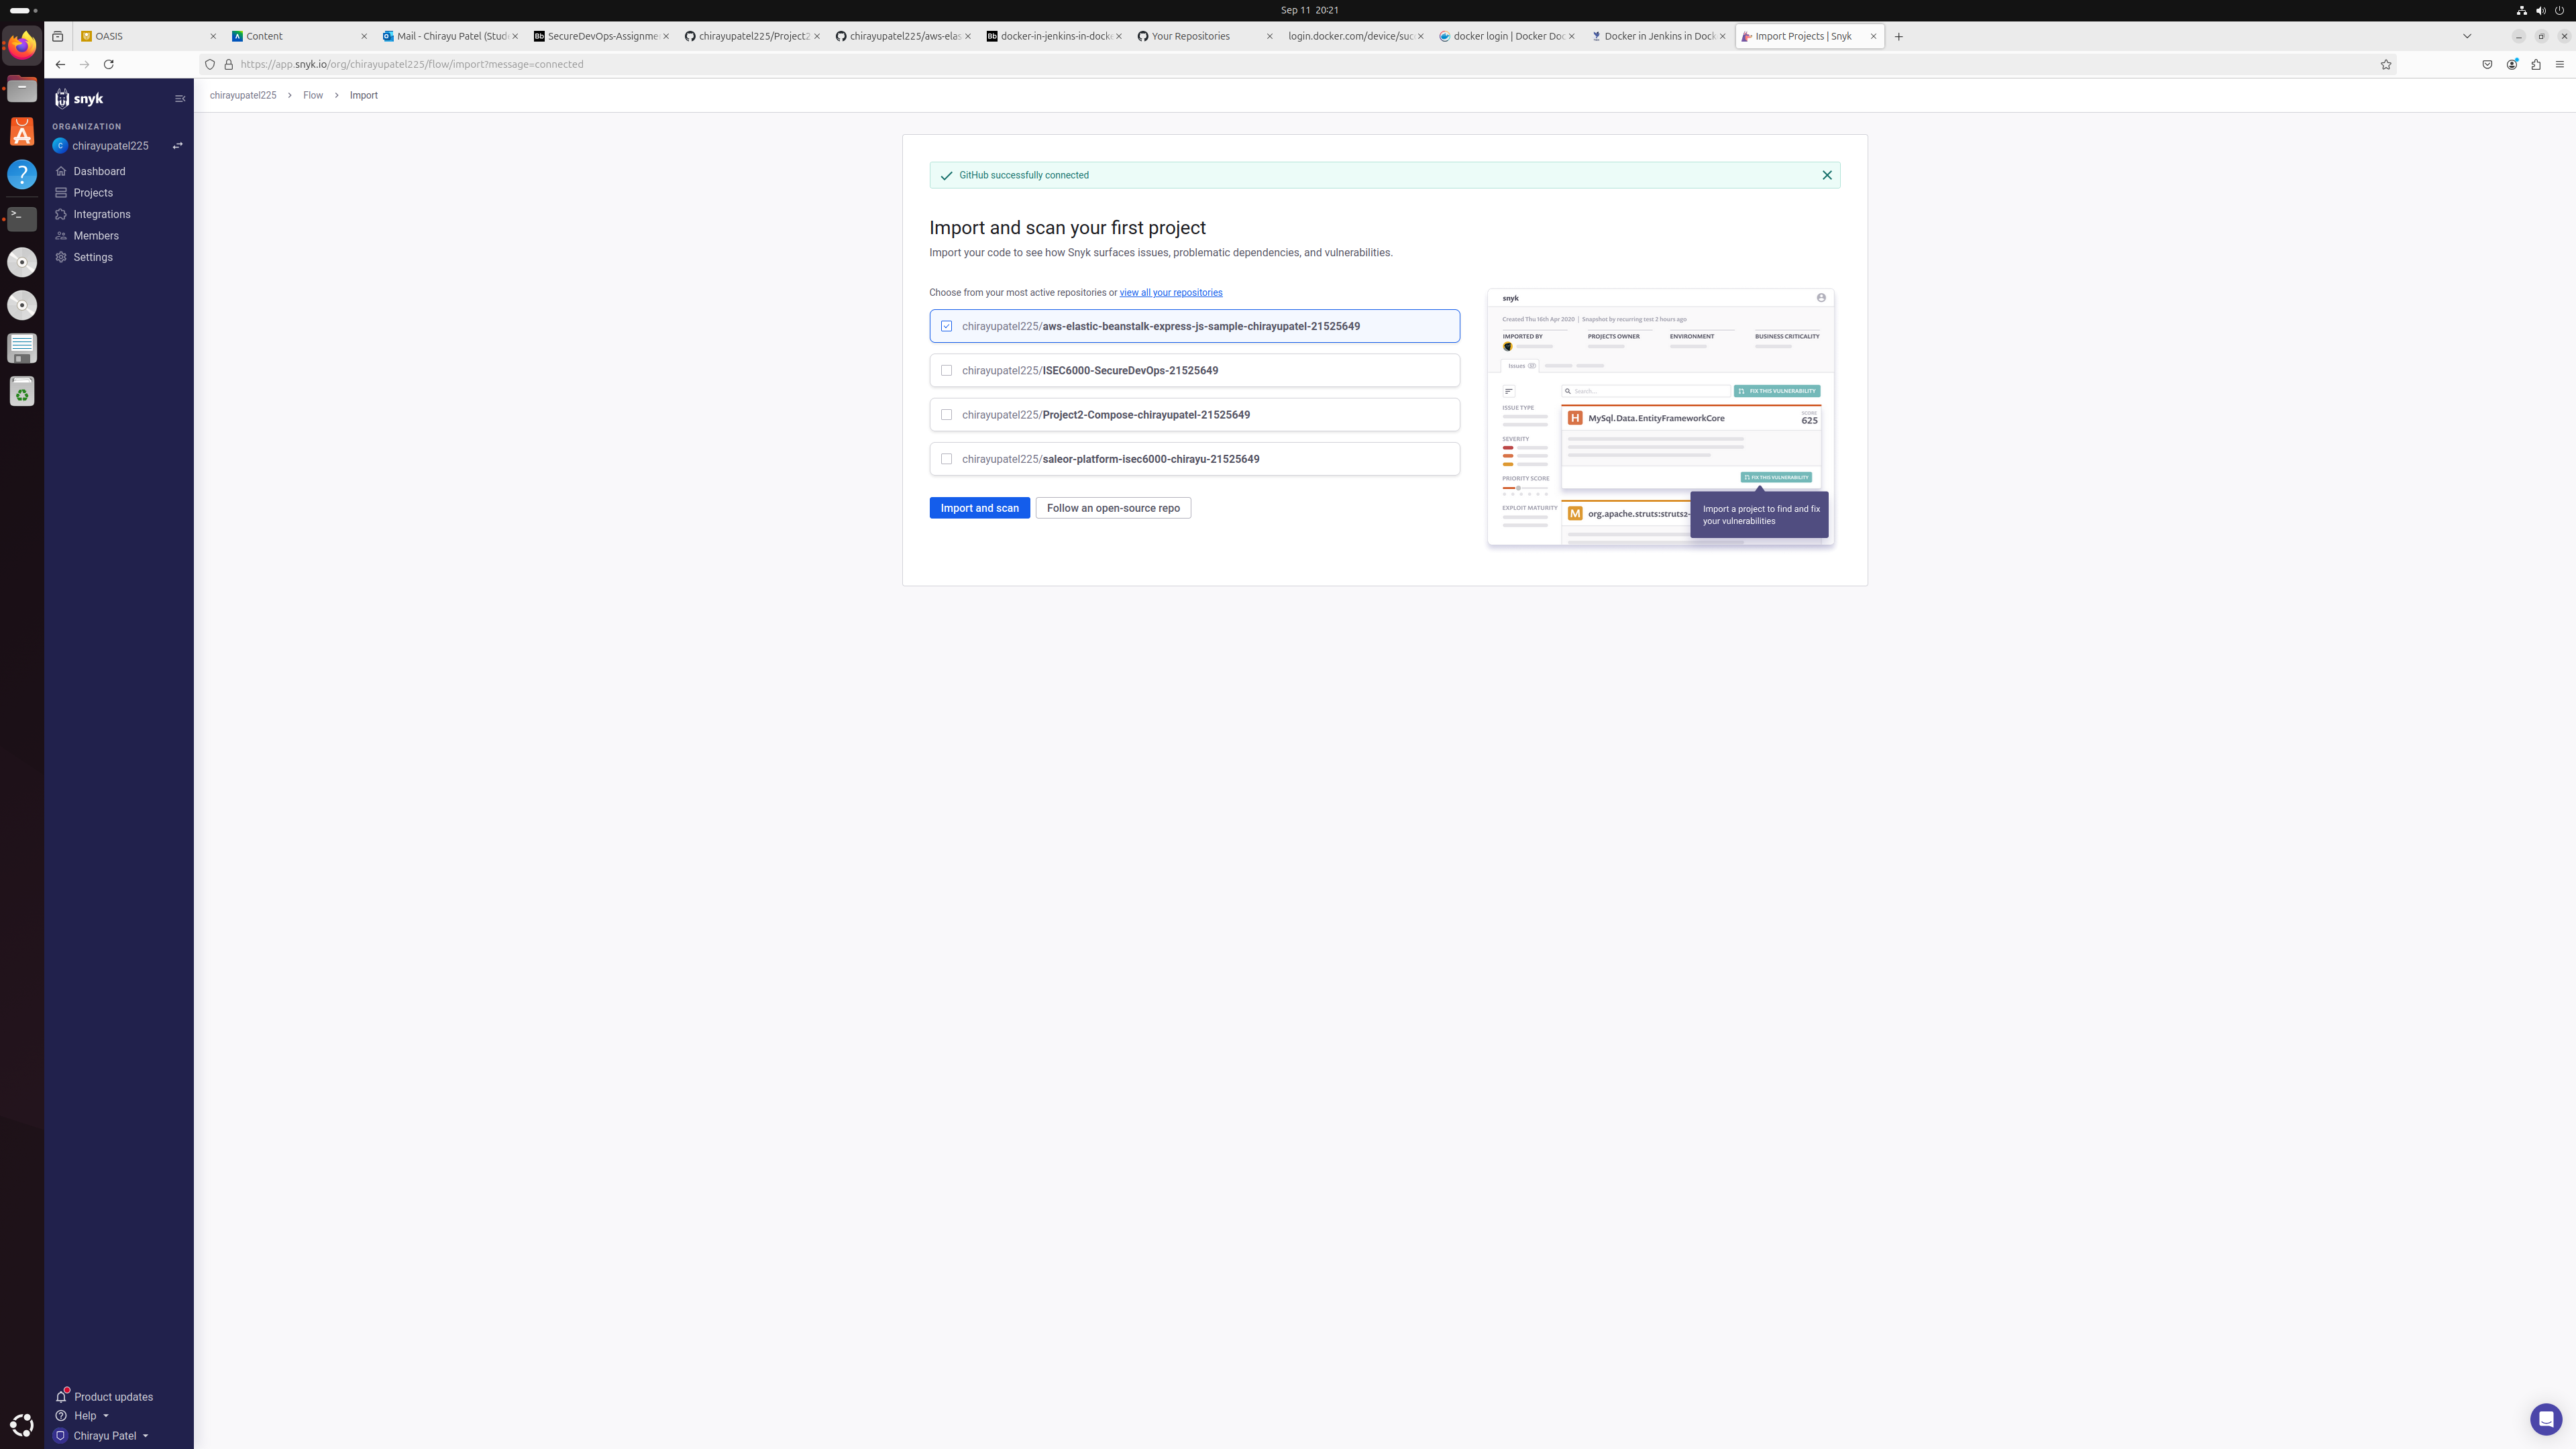 Sep 11 20:21
OASIS
Content
Mail - Chirayu Patel (Stud
SecureDevOps-Assignme
chirayupatel225/Project2
chirayupatel225/aws-elas
docker-in-jenkins-in-docke
Your Repositories
login.docker.com/device/suc
docker login | Docker Doc
Docker in Jenkins in Dock
Import Projects | Snyk
https://app.snyk.io/org/chirayupatel225/flow/import?message=connected
snyk
ORGANIZATION
C chirayupatel225
Dashboard
Projects
Integrations
Members
Settings
Product updates
Help
Chirayu Patel
chirayupatel225 > Flow > Import
GitHub successfully connected
Import and scan your first project
Import your code to see how Snyk surfaces issues, problematic dependencies, and vulnerabilities.
Choose from your most active repositories or view all your repositories
chirayupatel225/aws-elastic-beanstalk-express-js-sample-chirayupatel-21525649
chirayupatel225/ISEC6000-SecureDevOps-21525649
chirayupatel225/Project2-Compose-chirayupatel-21525649
chirayupatel225/saleor-platform-isec6000-chirayu-21525649
Import and scan
Follow an open-source repo
snyk
Created Thu 16th Apr 2020 | Snapshot by recurring test 2 hours ago
IMPORTED BY
PROJECTS OWNER
ENVIRONMENT
BUSINESS CRITICALITY
Issues
Search...
FIX THIS VULNERABILITY
ISSUE TYPE
SEVERITY
PRIORITY SCORE
EXPLOIT MATURITY
H MySql.Data.EntityFrameworkCore
SCORE
625
FIX THIS VULNERABILITY
M org.apache.struts:struts2-
Import a project to find and fix
your vulnerabilities